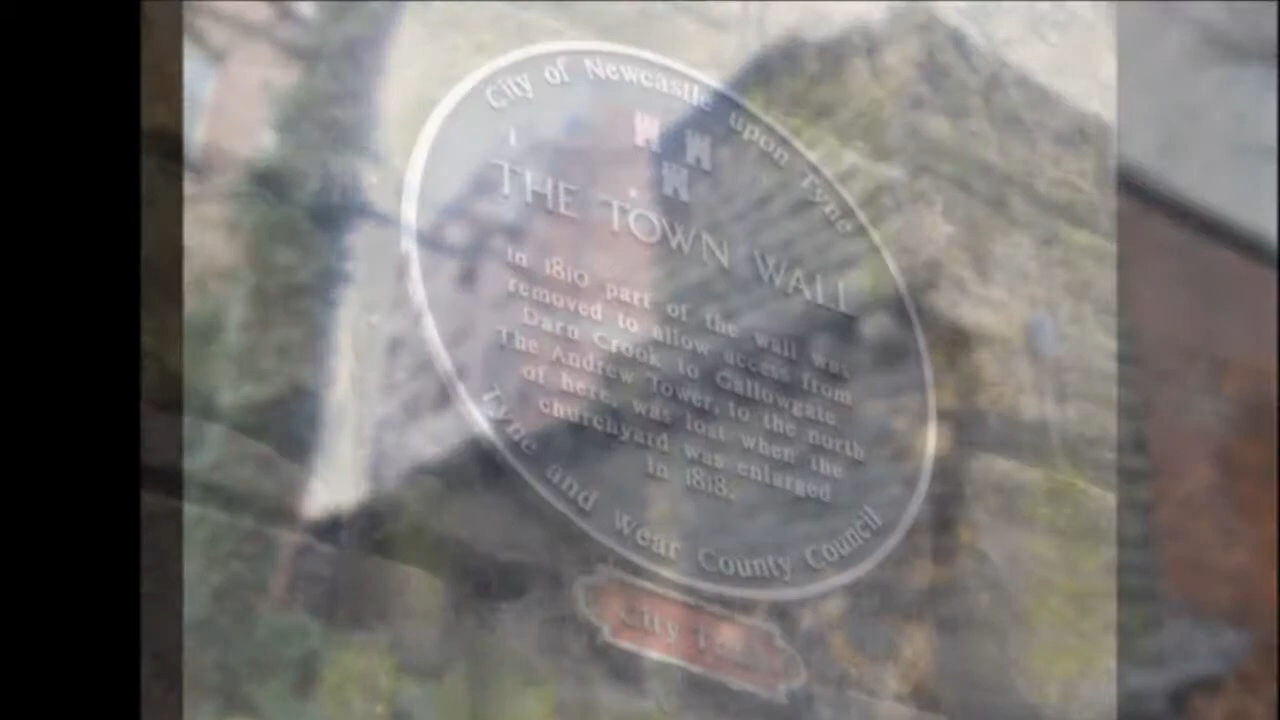 City of Newcastle upon Tyne
THE TOWN WALL
In 1810 part of the wall was
removed to allow access from
Darn Crook to Gallowgate
The Andrew Tower, to the north
of here, was lost when the
churchyard was enlarged
in 1818.
Tyne and Wear County Council
City